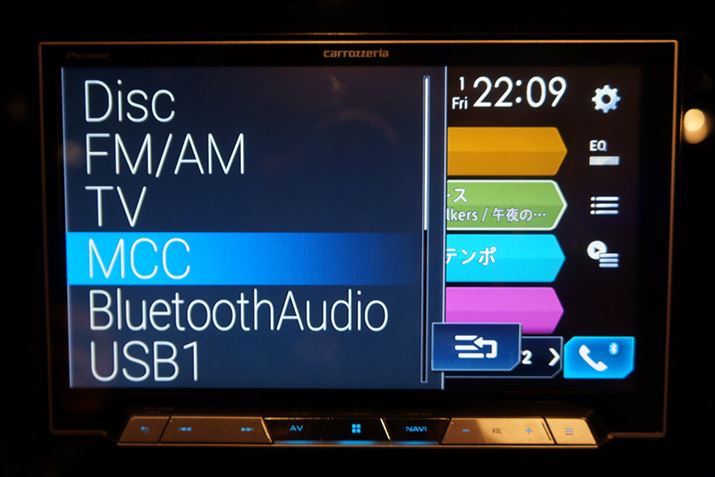 Pioneer
carrozzeria
Disc
FM/AM
TV
MCC
BluetoothAudio
USB1
1
Fri 22:09
EQ
ース
lkers / 午夜の…
テンポ
2
AV
NAVI
− VOL +